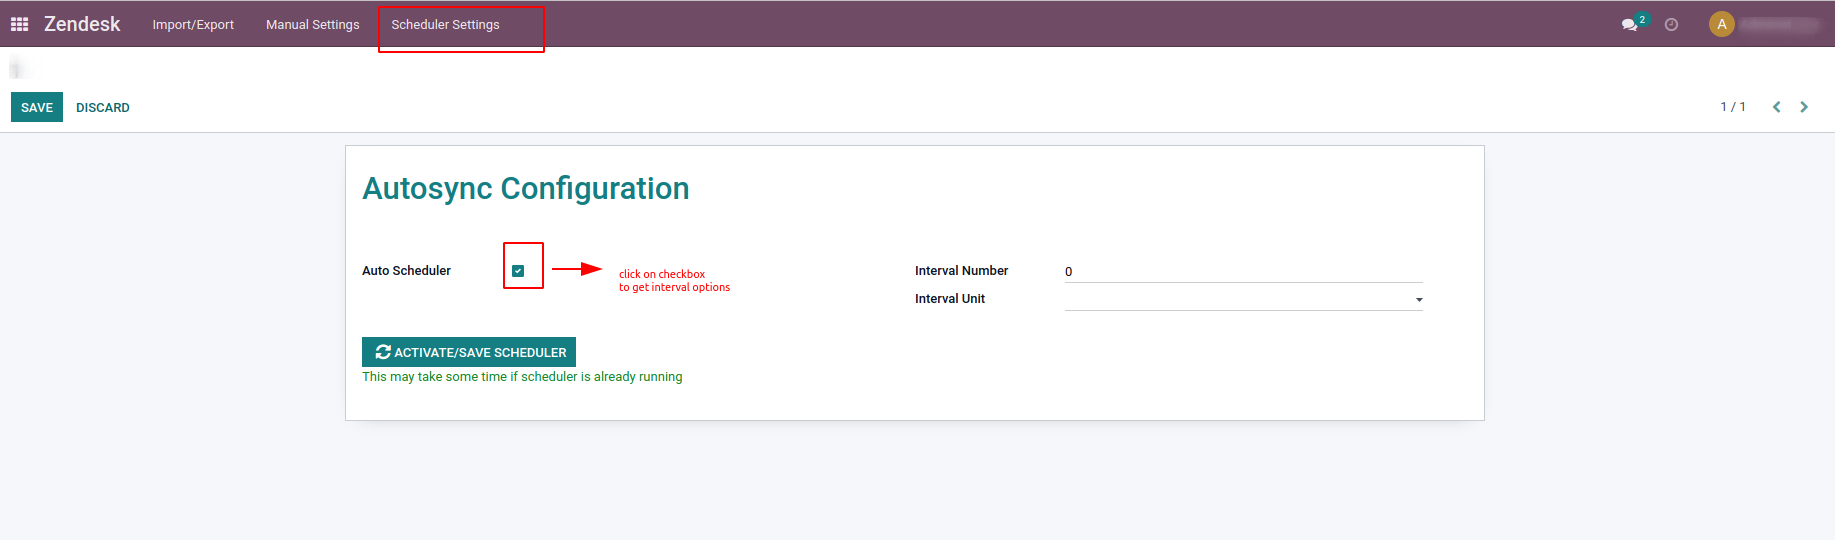 Zendesk Import/Export Manual Settings Scheduler Settings 2 A
SAVE DISCARD 1 / 1
Autosync Configuration
Auto Scheduler
click on checkbox
to get interval options
Interval Number 0
Interval Unit
ACTIVATE/SAVE SCHEDULER
This may take some time if scheduler is already running